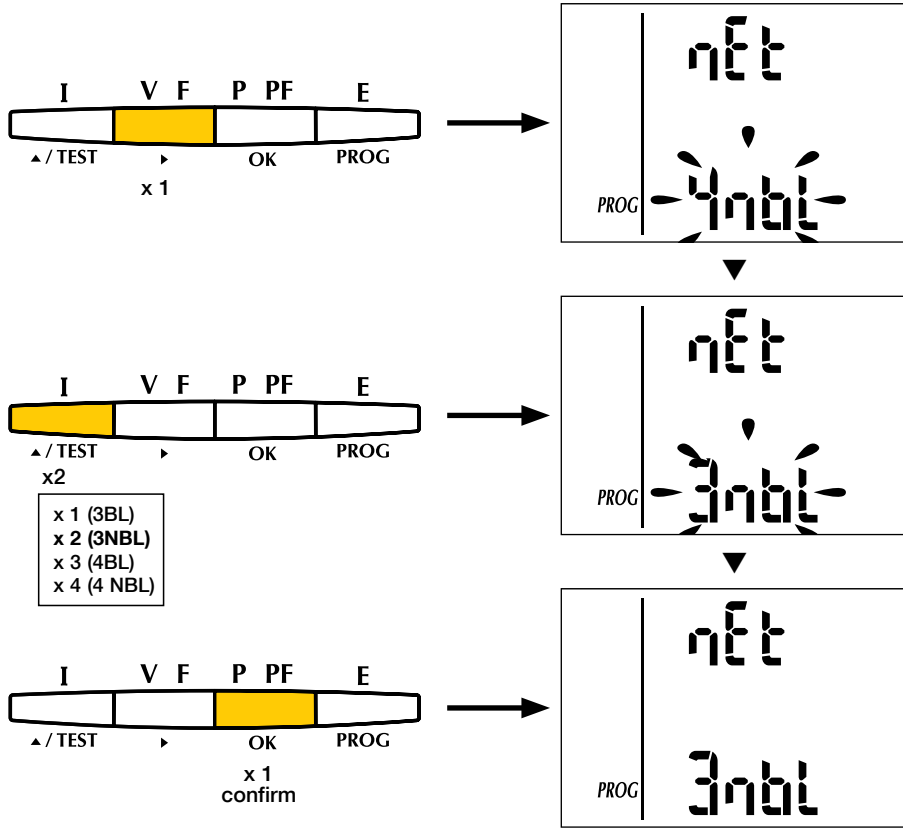 I V F P PF E
▲ / TEST ▶ OK PROG
x 1
nEt
PROG 4nbL
▼
I V F P PF E
▲ / TEST ▶ OK PROG
x2
x 1 (3BL)
x 2 (3NBL)
x 3 (4BL)
x 4 (4 NBL)
nEt
PROG 3nbL
▼
I V F P PF E
▲ / TEST ▶ OK PROG
x 1
confirm
nEt
PROG 3nbL